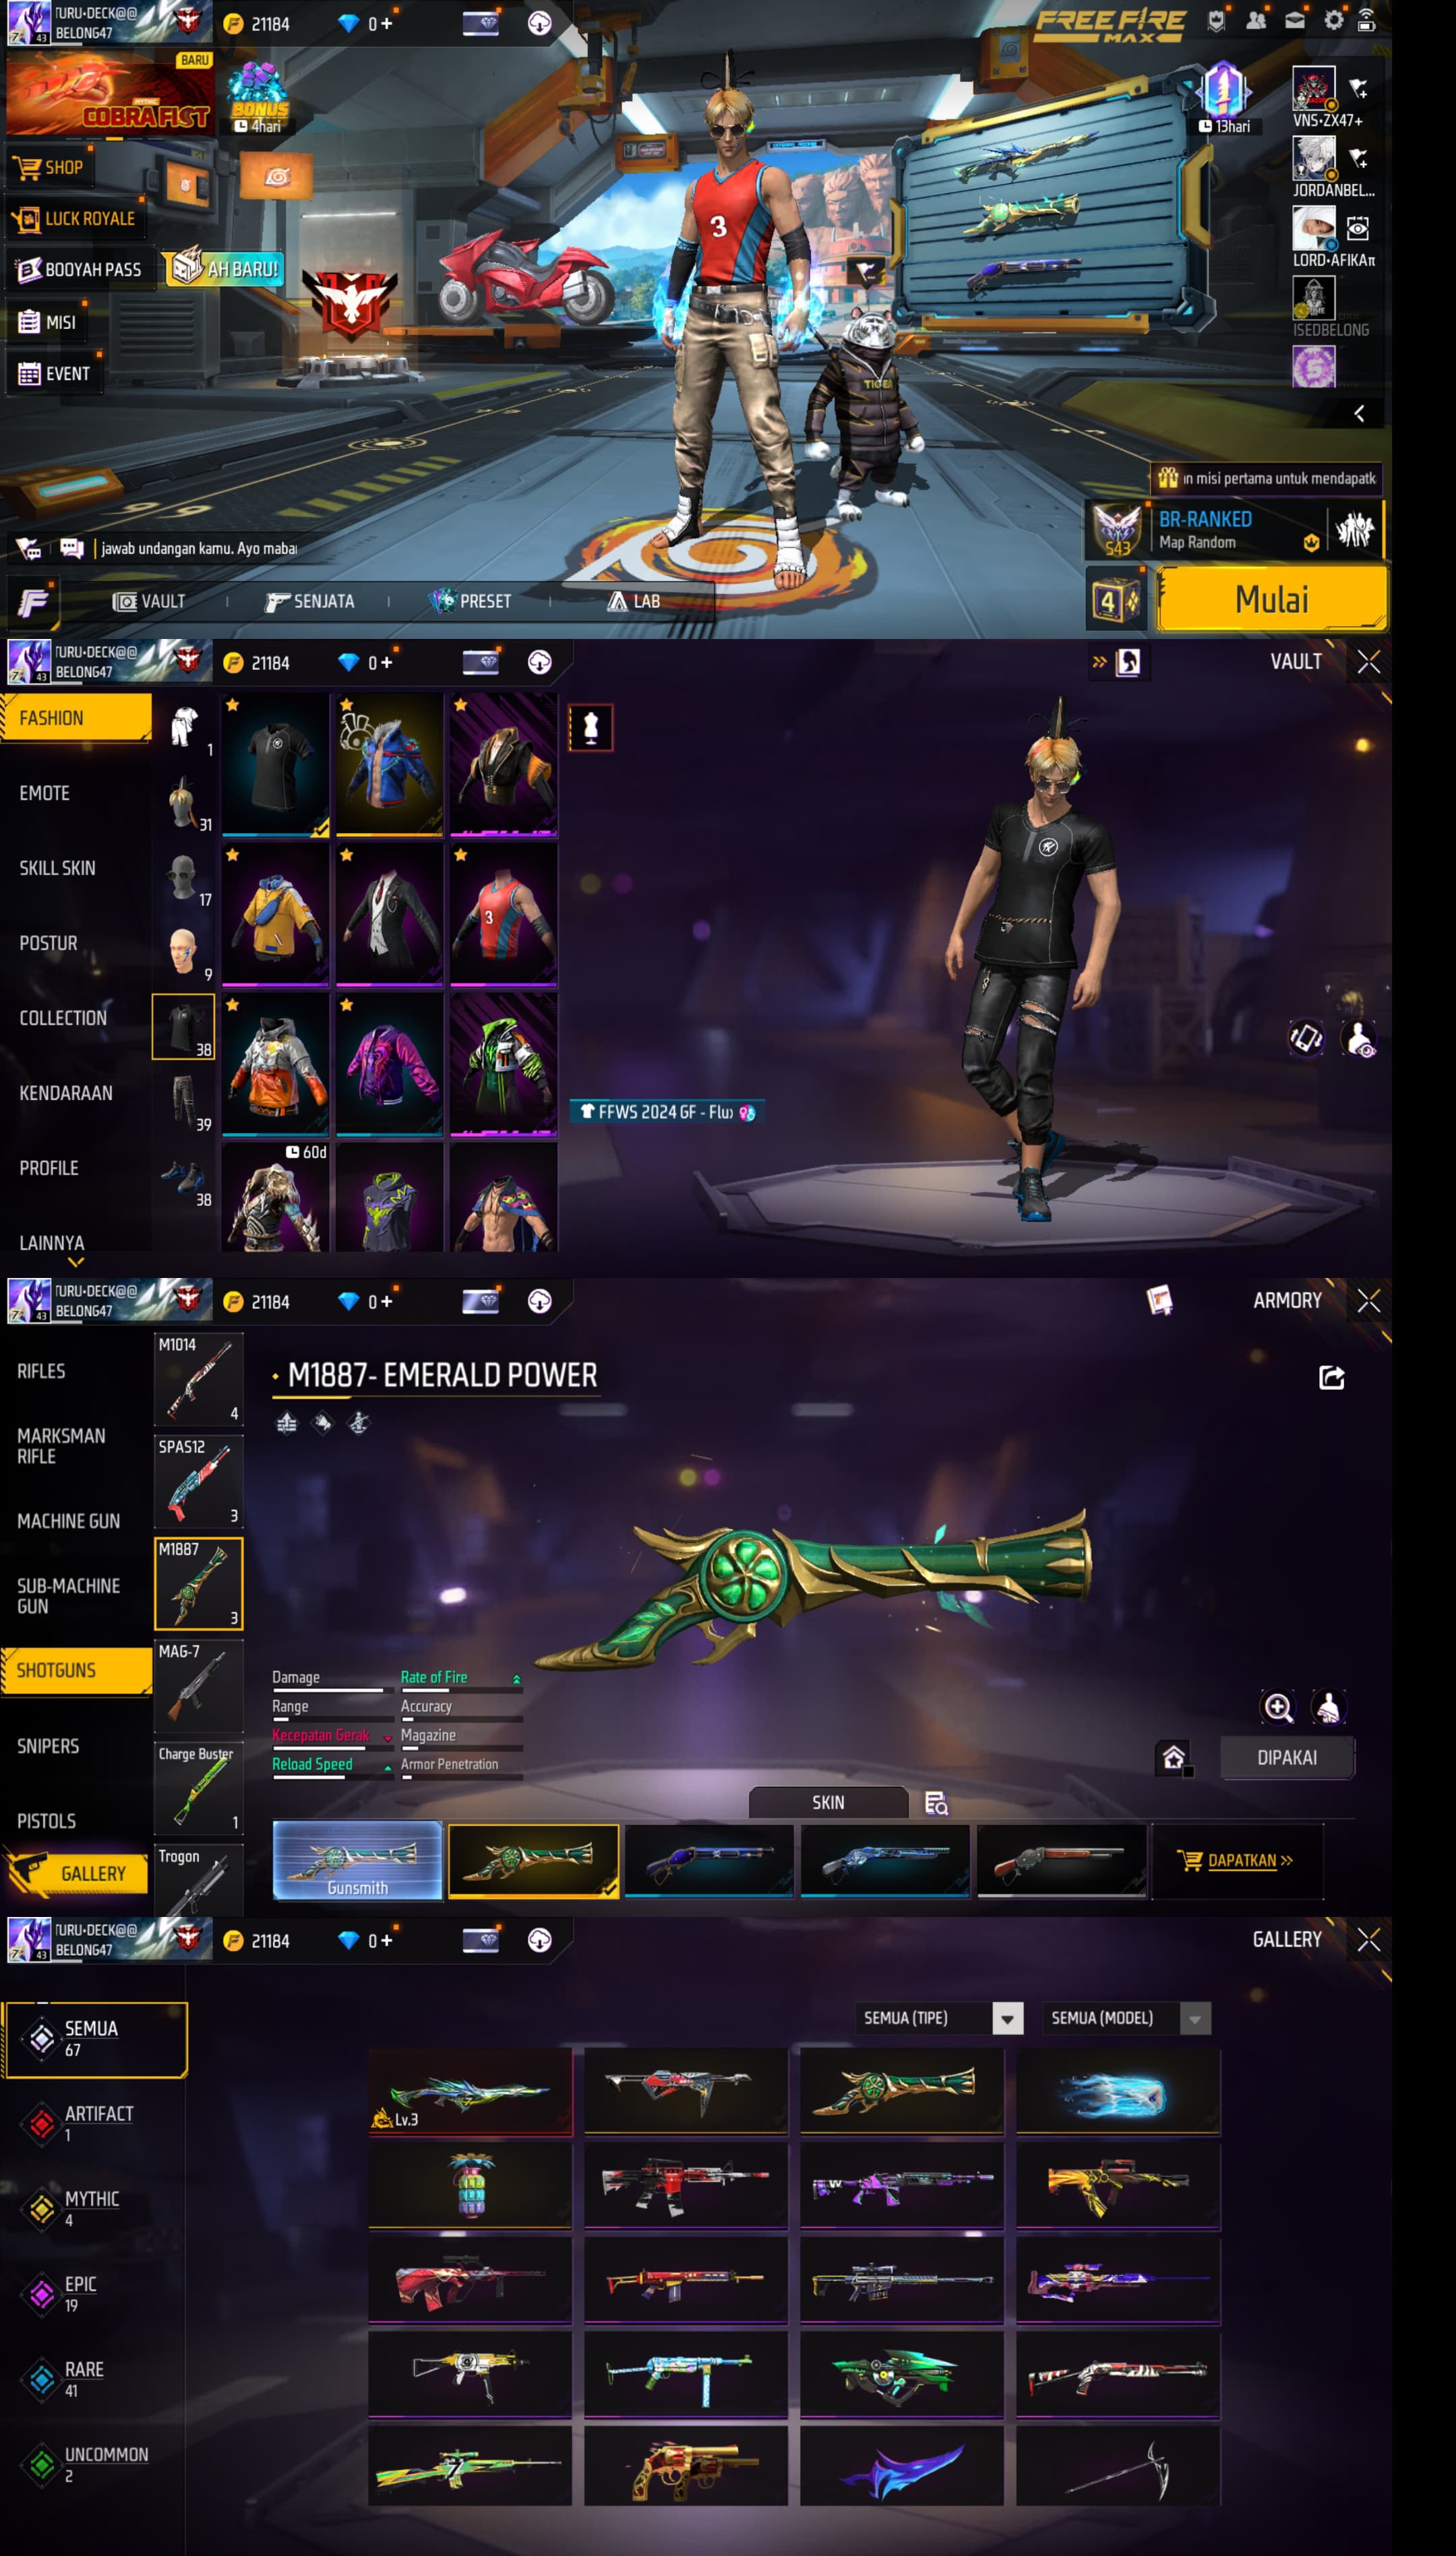 TURU•DECK@@
BELONG47
43
21184
0 +
FREE FIRE
MAX
BARU
MYTHIC
COBRA FIST
BONUS
4hari
13hari
VNS•ZX47+
JORDANBEL...
LORD•AFIKAπ
ISEDBELONG
SHOP
LUCK ROYALE
BOOYAH PASS
AH BARU!
MISI
EVENT
3
TIGER
n misi pertama untuk mendapatk
BR-RANKED
Map Random
S43
jawab undangan kamu. Ayo mabar
VAULT
SENJATA
PRESET
LAB
4
Mulai
TURU•DECK@@
BELONG47
43
21184
0 +
VAULT
FASHION
EMOTE
SKILL SKIN
POSTUR
COLLECTION
KENDARAAN
PROFILE
LAINNYA
1
31
17
9
38
39
38
3
60d
FFWS 2024 GF - Flu
TURU•DECK@@
BELONG47
43
21184
0 +
ARMORY
RIFLES
MARKSMAN
RIFLE
MACHINE GUN
SUB-MACHINE
GUN
SHOTGUNS
SNIPERS
PISTOLS
GALLERY
M1014
4
SPAS12
3
M1887
3
MAG-7
Charge Buster
1
Trogon
M1887- EMERALD POWER
Damage
Rate of Fire
Range
Accuracy
Kecepatan Gerak
Magazine
Reload Speed
Armor Penetration
DIPAKAI
SKIN
Gunsmith
DAPATKAN
TURU•DECK@@
BELONG47
43
21184
0 +
GALLERY
SEMUA
67
ARTIFACT
1
MYTHIC
4
EPIC
19
RARE
41
UNCOMMON
2
SEMUA (TIPE)
SEMUA (MODEL)
Lv.3
7